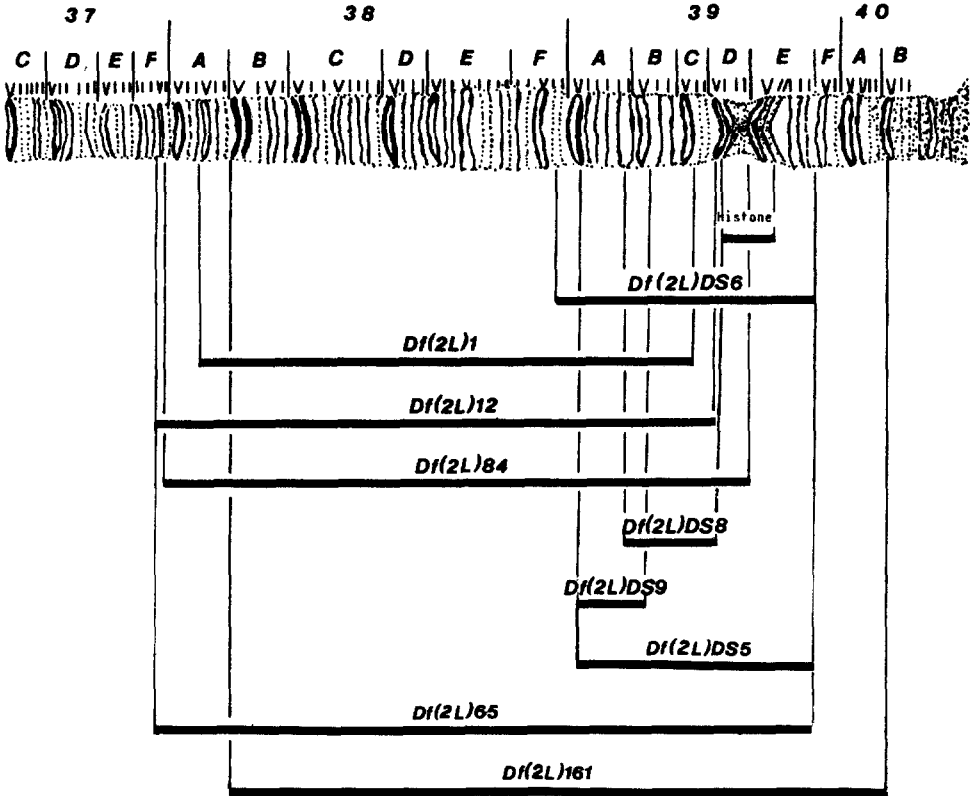 37 38 39 40
C D E F A B C D E F A B C D E F A B
Histone
Df(2L)DS6
Df(2L)1
Df(2L)12
Df(2L)84
Df(2L)DS8
Df(2L)DS9
Df(2L)DS5
Df(2L)65
Df(2L)161